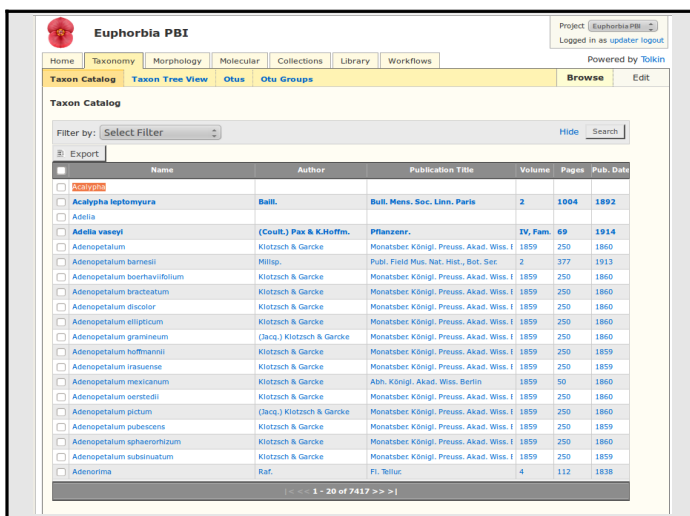 Euphorbia PBI
Project EuphorbiaPBI
Logged in as updater logout
Home Taxonomy Morphology Molecular Collections Library Workflows Powered by Tolkin
Taxon Catalog Taxon Tree View Otus Otu Groups Browse Edit
Taxon Catalog
Filter by: Select Filter Hide Search
Export
Name Author Publication Title Volume Pages Pub. Date
Acalypha
Acalypha leptomyura Baill. Bull. Mens. Soc. Linn. Paris 2 1004 1892
Adelia
Adelia vaseyi (Coult.) Pax & K.Hoffm. Pflanzenr. IV, Fam. 69 1914
Adenopetalum Klotzsch & Garcke Monatsber. Königl. Preuss. Akad. Wiss. 1859 250 1860
Adenopetalum barnesii Millsp. Publ. Field Mus. Nat. Hist., Bot. Ser. 2 377 1913
Adenopetalum boerhaviifolium Klotzsch & Garcke Monatsber. Königl. Preuss. Akad. Wiss. 1859 250 1860
Adenopetalum bracteatum Klotzsch & Garcke Monatsber. Königl. Preuss. Akad. Wiss. 1859 250 1860
Adenopetalum discolor Klotzsch & Garcke Monatsber. Königl. Preuss. Akad. Wiss. 1859 250 1860
Adenopetalum ellipticum Klotzsch & Garcke Monatsber. Königl. Preuss. Akad. Wiss. 1859 250 1860
Adenopetalum gramineum (Jacq.) Klotzsch & Garcke Monatsber. Königl. Preuss. Akad. Wiss. 1859 250 1860
Adenopetalum hoffmannii Klotzsch & Garcke Monatsber. Königl. Preuss. Akad. Wiss. 1859 250 1859
Adenopetalum irasuense Klotzsch & Garcke Monatsber. Königl. Preuss. Akad. Wiss. 1859 250 1859
Adenopetalum mexicanum Klotzsch & Garcke Abh. Königl. Akad. Wiss. Berlin 1859 50 1860
Adenopetalum oerstedii Klotzsch & Garcke Monatsber. Königl. Preuss. Akad. Wiss. 1859 250 1860
Adenopetalum pictum (Jacq.) Klotzsch & Garcke Monatsber. Königl. Preuss. Akad. Wiss. 1859 250 1860
Adenopetalum pubescens Klotzsch & Garcke Monatsber. Königl. Preuss. Akad. Wiss. 1859 250 1859
Adenopetalum sphaerorhizum Klotzsch & Garcke Monatsber. Königl. Preuss. Akad. Wiss. 1859 250 1860
Adenopetalum subsinuatum Klotzsch & Garcke Monatsber. Königl. Preuss. Akad. Wiss. 1859 250 1859
Adenorima Raf. Fl. Tellur. 4 112 1838
|< << 1 - 20 of 7417 >> >|